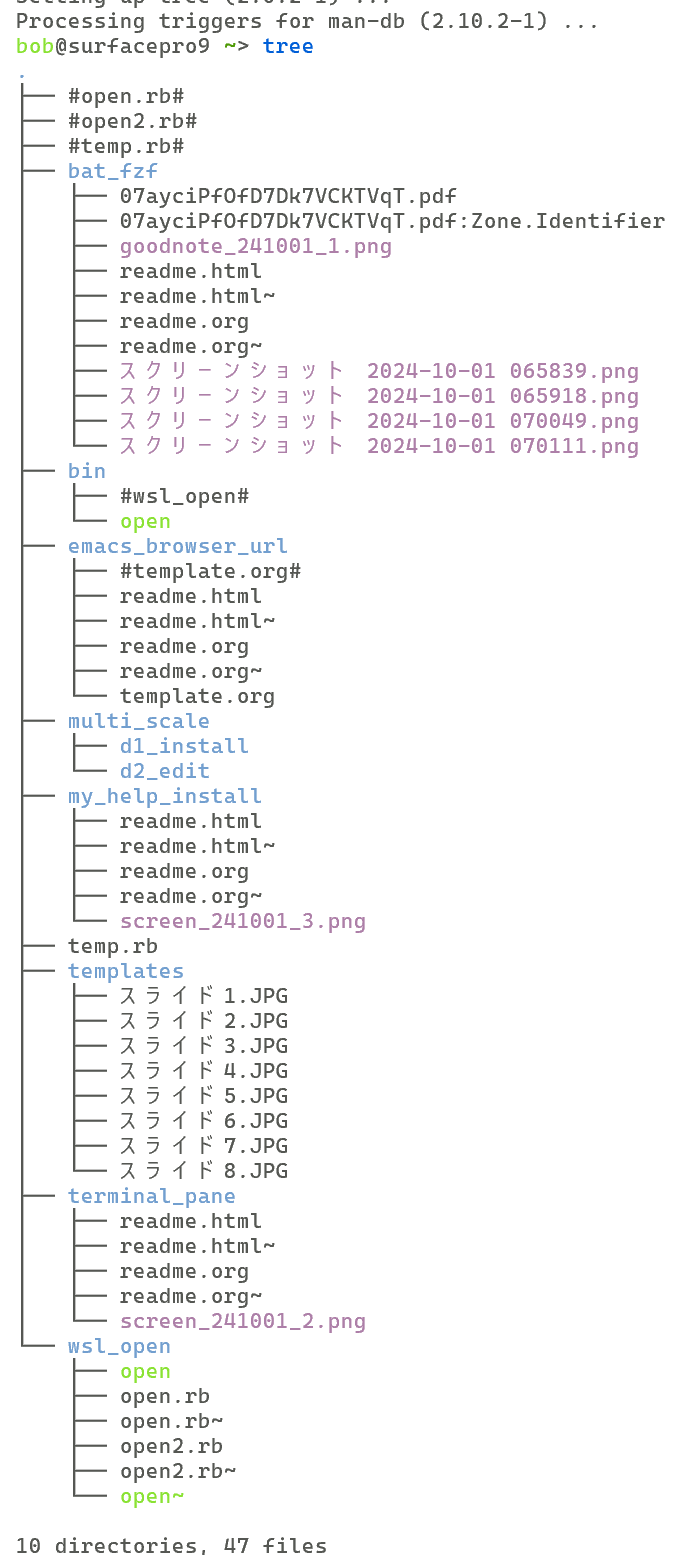 Setting up tree (2.0.2-1) ...
Processing triggers for man-db (2.10.2-1) ...
bob@surfacepro9 ~> tree
.
├── #open.rb#
├── #open2.rb#
├── #temp.rb#
├── bat_fzf
│   ├── 07ayciPfOfD7Dk7VCKTVqT.pdf
│   ├── 07ayciPfOfD7Dk7VCKTVqT.pdf:Zone.Identifier
│   ├── goodnote_241001_1.png
│   ├── readme.html
│   ├── readme.html~
│   ├── readme.org
│   ├── readme.org~
│   ├── スクリーンショット 2024-10-01 065839.png
│   ├── スクリーンショット 2024-10-01 065918.png
│   ├── スクリーンショット 2024-10-01 070049.png
│   └── スクリーンショット 2024-10-01 070111.png
├── bin
│   ├── #wsl_open#
│   └── open
├── emacs_browser_url
│   ├── #template.org#
│   ├── readme.html
│   ├── readme.html~
│   ├── readme.org
│   ├── readme.org~
│   └── template.org
├── multi_scale
│   ├── d1_install
│   └── d2_edit
├── my_help_install
│   ├── readme.html
│   ├── readme.html~
│   ├── readme.org
│   ├── readme.org~
│   └── screen_241001_3.png
├── temp.rb
├── templates
│   ├── スライド1.JPG
│   ├── スライド2.JPG
│   ├── スライド3.JPG
│   ├── スライド4.JPG
│   ├── スライド5.JPG
│   ├── スライド6.JPG
│   ├── スライド7.JPG
│   └── スライド8.JPG
├── terminal_pane
│   ├── readme.html
│   ├── readme.html~
│   ├── readme.org
│   ├── readme.org~
│   └── screen_241001_2.png
└── wsl_open
    ├── open
    ├── open.rb
    ├── open.rb~
    ├── open2.rb
    ├── open2.rb~
    └── open~
10 directories, 47 files